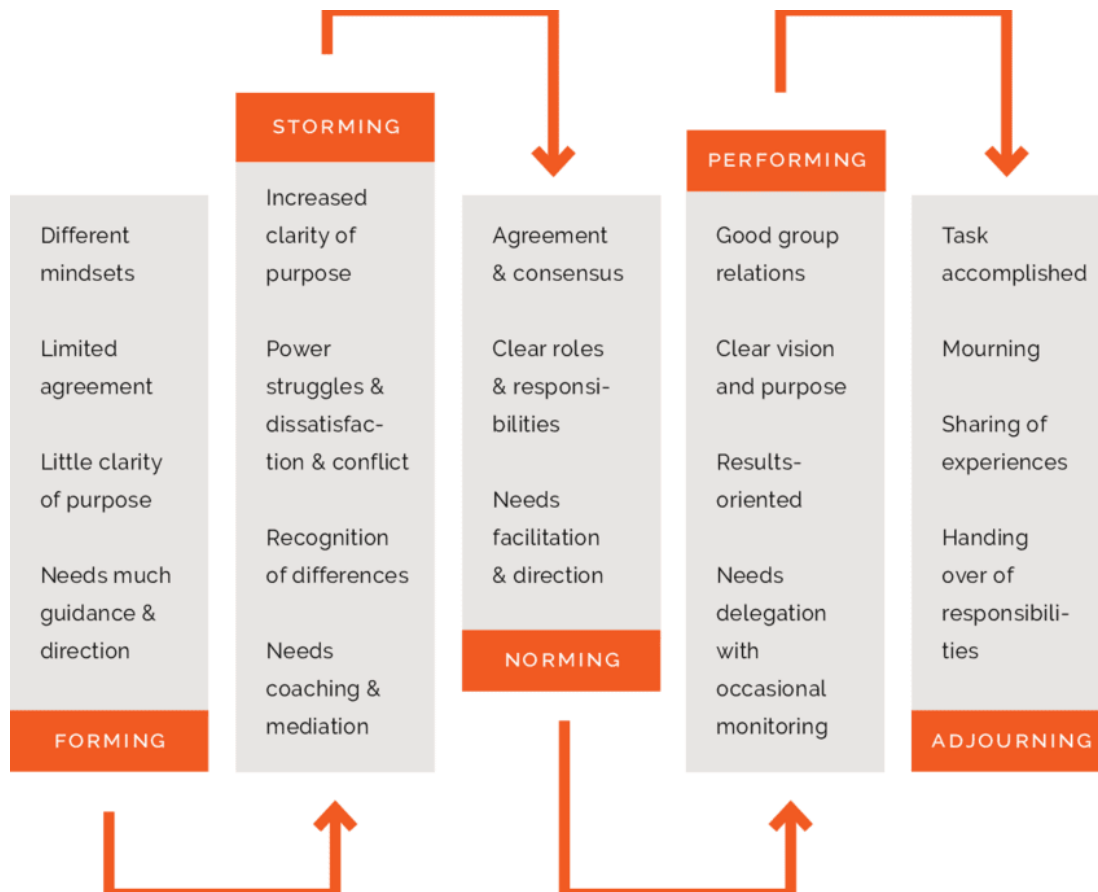 STORMING
Increased
clarity of
purpose
Power
struggles &
dissatisfac-
tion & conflict
Recognition
of differences
Needs
coaching &
mediation
PERFORMING
Good group
relations
Clear vision
and purpose
Results-
oriented
Needs
delegation
with
occasional
monitoring
Different
mindsets
Limited
agreement
Little clarity
of purpose
Needs much
guidance &
direction
FORMING
Agreement
& consensus
Clear roles
& responsi-
bilities
Needs
facilitation
& direction
NORMING
Task
accomplished
Mourning
Sharing of
experiences
Handing
over of
responsibili-
ties
ADJOURNING